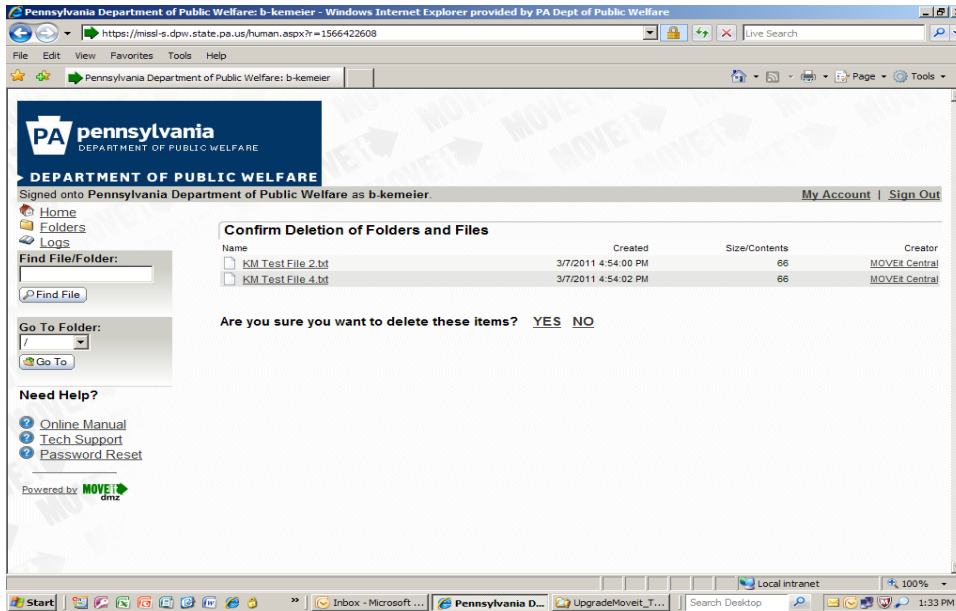 Pennsylvania Department of Public Welfare: b-kemeier - Windows Internet Explorer provided by PA Dept of Public Welfare
https://missl-s.dpw.state.pa.us/human.aspx?r=1566422608
Live Search
File Edit View Favorites Tools Help
Pennsylvania Department of Public Welfare: b-kemeier
Page Tools
PA pennsylvania
DEPARTMENT OF PUBLIC WELFARE
DEPARTMENT OF PUBLIC WELFARE
Signed onto Pennsylvania Department of Public Welfare as b-kemeier.
My Account | Sign Out
Home
Folders
Logs
Find File/Folder:
Find File
Go To Folder:
/
Go To
Need Help?
Online Manual
Tech Support
Password Reset
Powered by MOVEit dmz
Confirm Deletion of Folders and Files
Name Created Size/Contents Creator
KM Test File 2.txt 3/7/2011 4:54:00 PM 66 MOVEit Central
KM Test File 4.txt 3/7/2011 4:54:02 PM 66 MOVEit Central
Are you sure you want to delete these items? YES NO
Local intranet 100%
Start Inbox - Microsoft ... Pennsylvania D... UpgradeMoveit_T... Search Desktop 1:33 PM